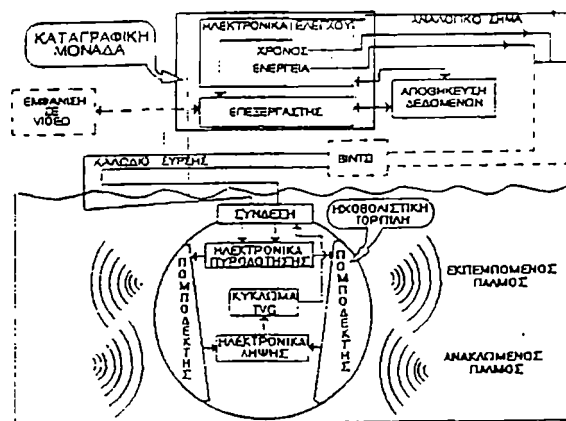 ΗΛΕΚΤΡΟΝΙΚΑ ΕΛΕΓΧΟΥ
ΑΝΑΛΟΓΙΚΟ ΣΗΜΑ
ΚΑΤΑΓΡΑΦΙΚΗ
ΜΟΝΑΔΑ
ΧΡΟΝΟΣ
ΕΝΕΡΓΕΙΑ
ΕΜΦΑΝΙΣΗ
ΣΕ
VIDEO
ΕΠΕΞΕΡΓΑΣΤΗΣ
ΑΠΟΘΗΚΕΥΣΗ
ΔΕΔΟΜΕΝΩΝ
ΚΑΛΩΔΙΟ ΣΥΡΣΗΣ
ΒΙΝΤΣΙ
ΣΥΝΔΕΣΗ
ΗΧΟΒΟΛΙΣΤΙΚΗ
ΤΟΡΠΙΛΗ
ΗΛΕΚΤΡΟΝΙΚΑ
ΠΥΡΟΔΟΤΗΣΗΣ
ΠΟΜΠΟΔΕΚΤΗΣ
ΠΟΜΠΟΔΕΚΤΗΣ
ΚΥΚΛΩΜΑ
TVG
ΗΛΕΚΤΡΟΝΙΚΑ
ΛΗΨΗΣ
ΕΚΠΕΜΠΟΜΕΝΟΣ
ΠΑΛΜΟΣ
ΑΝΑΚΛΩΜΕΝΟΣ
ΠΑΛΜΟΣ